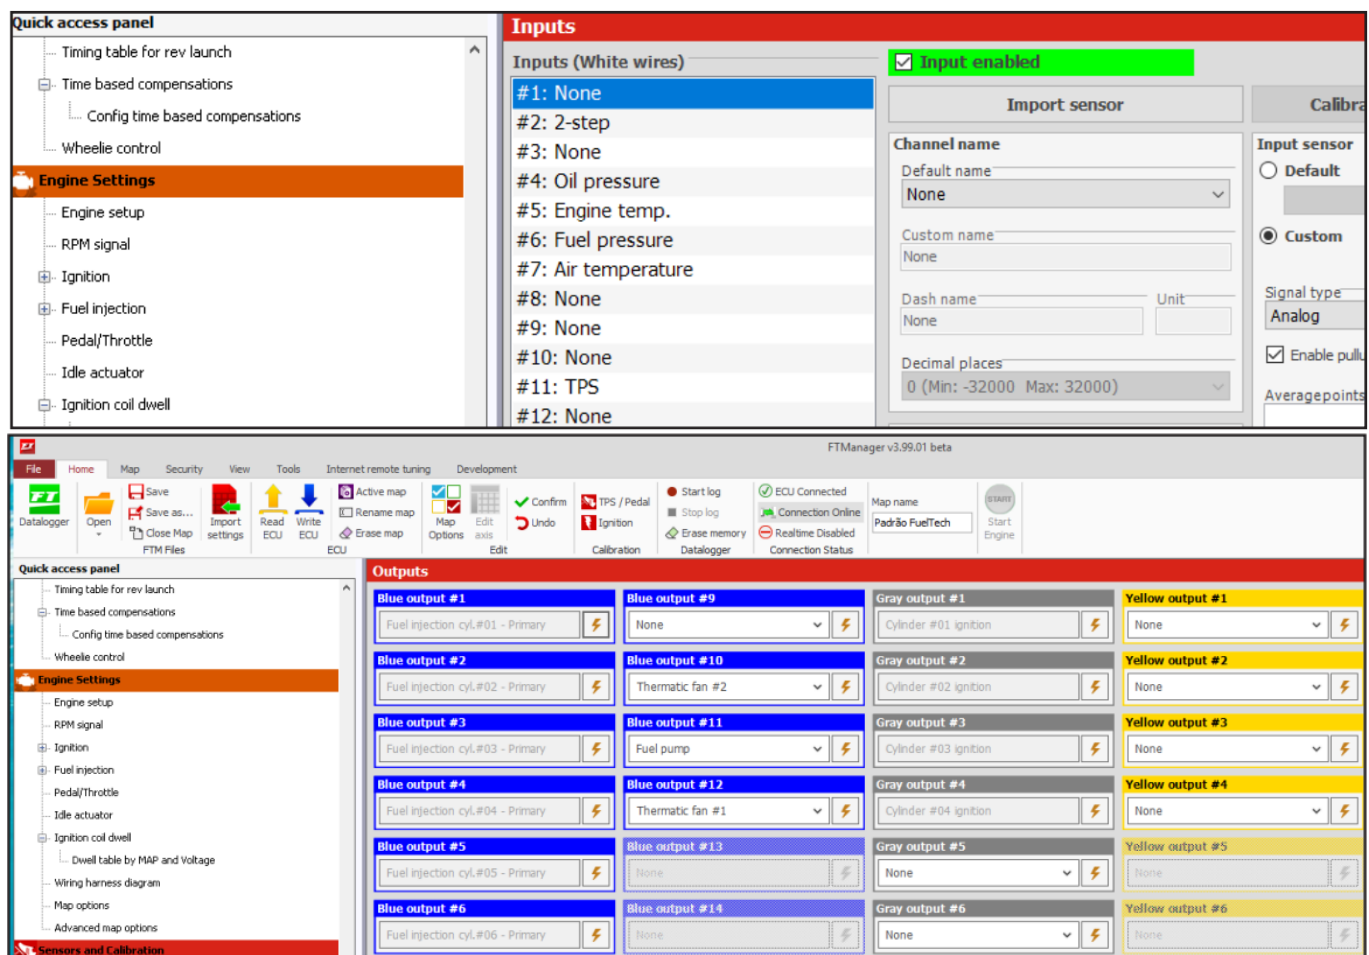 Quick access panel
Timing table for rev launch
Time based compensations
Config time based compensations
Wheelie control
Engine Settings
Engine setup
RPM signal
Ignition
Fuel injection
Pedal/Throttle
Idle actuator
Ignition coil dwell
Inputs
Inputs (White wires)
#1: None
#2: 2-step
#3: None
#4: Oil pressure
#5: Engine temp.
#6: Fuel pressure
#7: Air temperature
#8: None
#9: None
#10: None
#11: TPS
#12: None
Input enabled
Import sensor
Calibra
Channel name
Default name
None
Custom name
None
Dash name Unit
None
Decimal places
0 (Min: -32000 Max: 32000)
Input sensor
Default
Custom
Signal type
Analog
Enable pullu
Average points
FT
FTManager v3.99.01 beta
File Home Map Security View Tools Internet remote tuning Development
FT
Datalogger
Open
Save
Save as...
Close Map
Import
settings
FTM Files
Read
ECU
Write
ECU
Active map
Rename map
Erase map
ECU
Map
Options
Edit
axis
Confirm
Undo
Edit
TPS / Pedal
Ignition
Calibration
Start log
Stop log
Erase memory
Datalogger
ECU Connected
Connection Online
Realtime Disabled
Connection Status
Map name
Padrão FuelTech
START
Start
Engine
Quick access panel
Timing table for rev launch
Time based compensations
Config time based compensations
Wheelie control
Engine Settings
Engine setup
RPM signal
Ignition
Fuel injection
Pedal/Throttle
Idle actuator
Ignition coil dwell
Dwell table by MAP and Voltage
Wiring harness diagram
Map options
Advanced map options
Sensors and Calibration
Outputs
Blue output #1
Fuel injection cyl.#01 - Primary
Blue output #2
Fuel injection cyl.#02 - Primary
Blue output #3
Fuel injection cyl.#03 - Primary
Blue output #4
Fuel injection cyl.#04 - Primary
Blue output #5
Fuel injection cyl.#05 - Primary
Blue output #6
Fuel injection cyl.#06 - Primary
Blue output #9
None
Blue output #10
Thermatic fan #2
Blue output #11
Fuel pump
Blue output #12
Thermatic fan #1
Blue output #13
None
Blue output #14
None
Gray output #1
Cylinder #01 ignition
Gray output #2
Cylinder #02 ignition
Gray output #3
Cylinder #03 ignition
Gray output #4
Cylinder #04 ignition
Gray output #5
None
Gray output #6
None
Yellow output #1
None
Yellow output #2
None
Yellow output #3
None
Yellow output #4
None
Yellow output #5
None
Yellow output #6
None